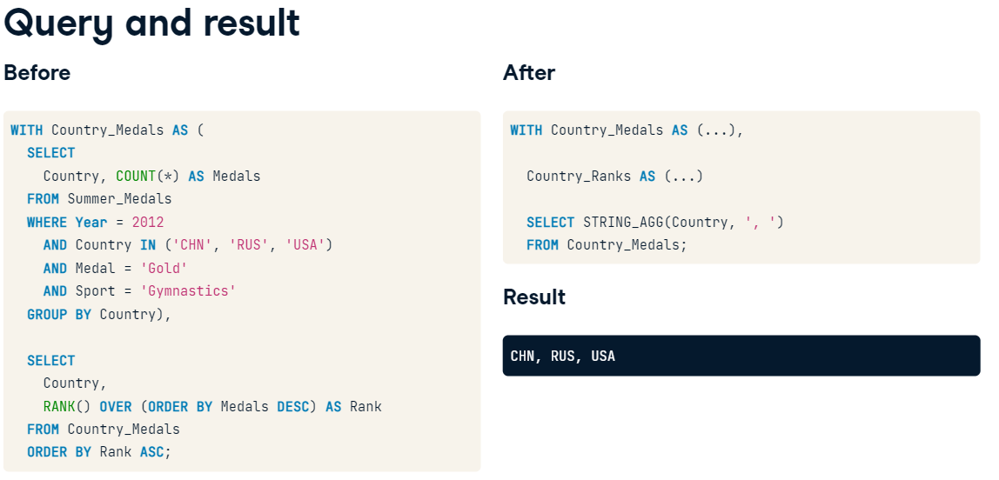 Query and result
Before
WITH Country_Medals AS (
SELECT
Country, COUNT(*) AS Medals
FROM Summer_Medals
WHERE Year = 2012
AND Country IN ('CHN', 'RUS', 'USA')
AND Medal = 'Gold'
AND Sport = 'Gymnastics'
GROUP BY Country),
SELECT
Country,
RANK() OVER (ORDER BY Medals DESC) AS Rank
FROM Country_Medals
ORDER BY Rank ASC;
After
WITH Country_Medals AS (...),
Country_Ranks AS (...)
SELECT STRING_AGG(Country, ', ')
FROM Country_Medals;
Result
CHN, RUS, USA